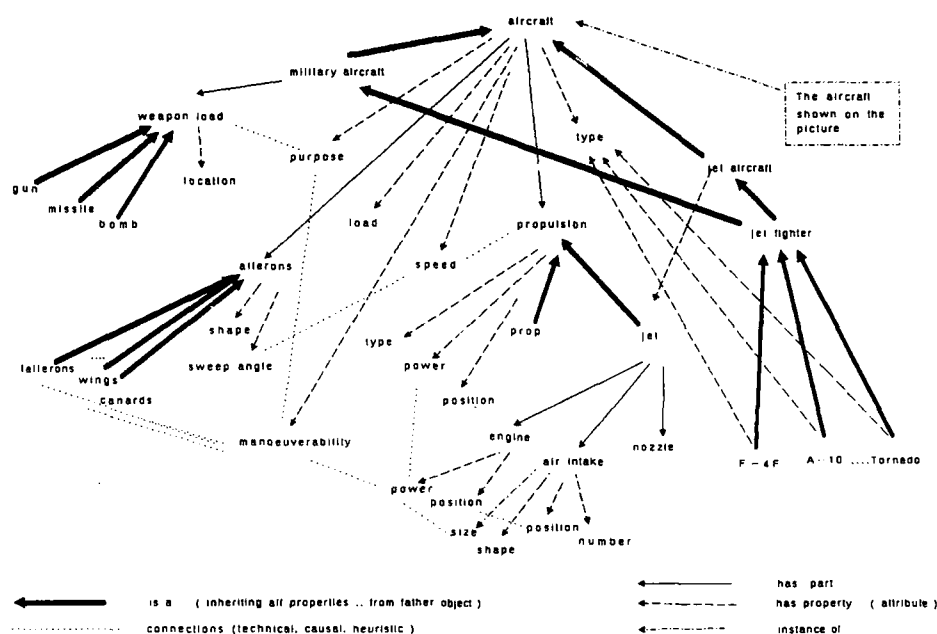 aircraft
military aircraft
The aircraft
shown on the
picture
weapon load
type
purpose
jet aircraft
location
gun
missile
bomb
load
propulsion
jet fighter
ailerons
speed
shape
prop
jet
type
tailerons
....
wings
sweep angle
power
canards
position
manoeuverability
engine
nozzle
air intake
F-4F
A-10 ....Tornado
power
position
size
position
number
shape
has part
is a ( inheriting all properties .. from father object )
has property ( attribute )
connections (technical, causal, heuristic )
instance of